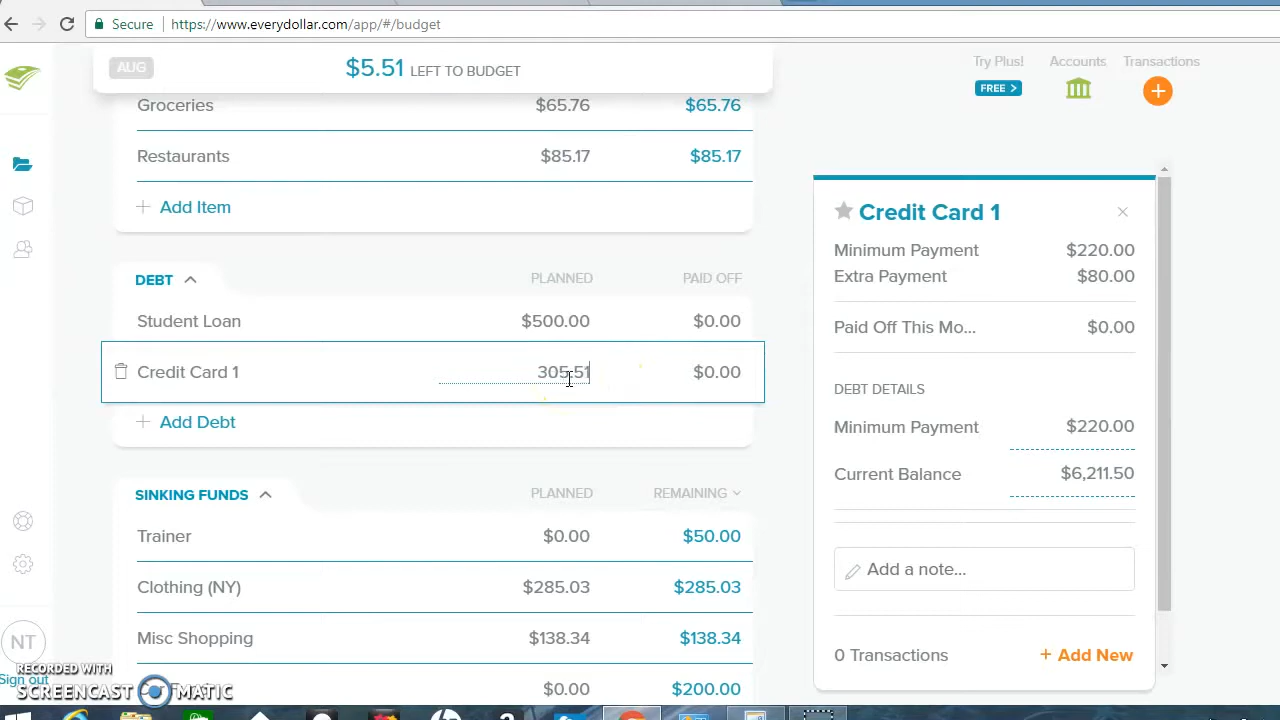 Secure https://www.everydollar.com/app/#/budget
AUG $5.51 LEFT TO BUDGET
Try Plus! Accounts Transactions
FREE >
Groceries $65.76 $65.76
Restaurants $85.17 $85.17
+ Add Item
DEBT PLANNED PAID OFF
Student Loan $500.00 $0.00
Credit Card 1 305.51 $0.00
+ Add Debt
SINKING FUNDS PLANNED REMAINING
Trainer $0.00 $50.00
Clothing (NY) $285.03 $285.03
Misc Shopping $138.34 $138.34
$0.00 $200.00
Credit Card 1 ×
Minimum Payment $220.00
Extra Payment $80.00
Paid Off This Mo... $0.00
DEBT DETAILS
Minimum Payment $220.00
Current Balance $6,211.50
Add a note...
0 Transactions + Add New
NT
Sign out
RECORDED WITH
SCREENCAST MATIC